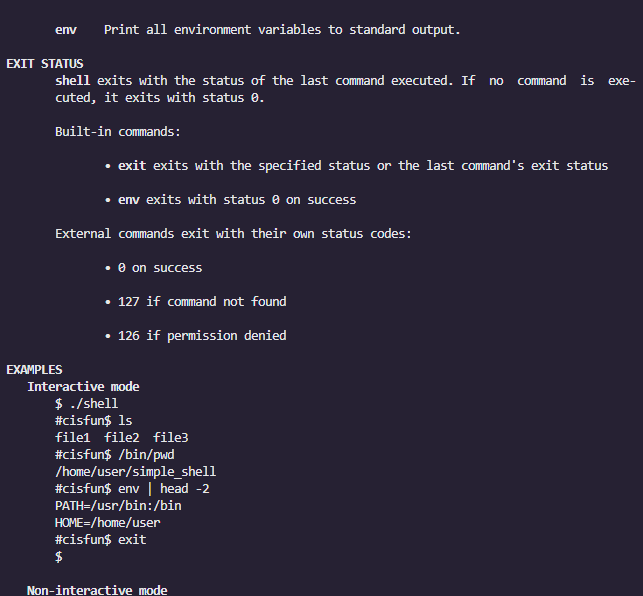 env    Print all environment variables to standard output.
EXIT STATUS
shell exits with the status of the last command executed. If  no  command  is  exe-
cuted, it exits with status 0.
Built-in commands:
• exit exits with the specified status or the last command's exit status
• env exits with status 0 on success
External commands exit with their own status codes:
• 0 on success
• 127 if command not found
• 126 if permission denied
EXAMPLES
Interactive mode
$ ./shell
#cisfun$ ls
file1  file2  file3
#cisfun$ /bin/pwd
/home/user/simple_shell
#cisfun$ env | head -2
PATH=/usr/bin:/bin
HOME=/home/user
#cisfun$ exit
$
Non-interactive mode